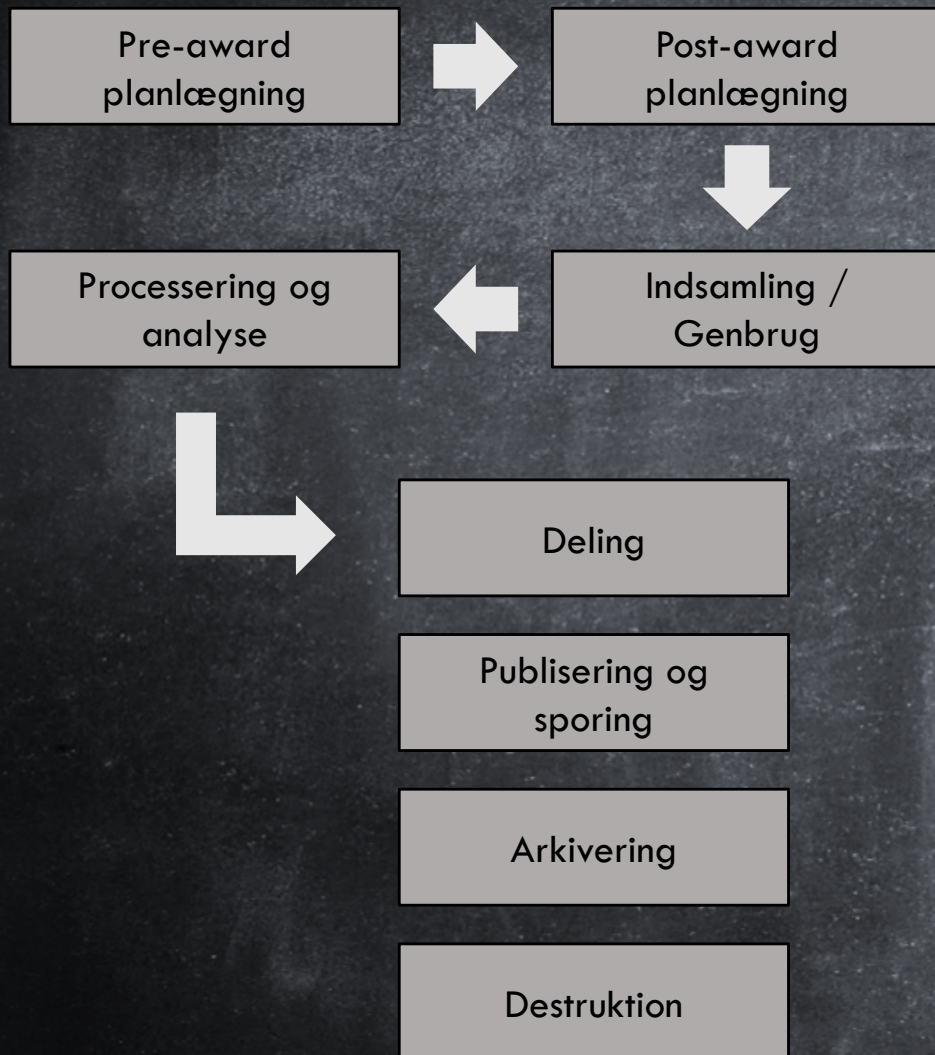 Pre-award
planlægning
Post-award
planlægning
Indsamling /
Genbrug
Processering og
analyse
Deling
Publisering og
sporing
Arkivering
Destruktion